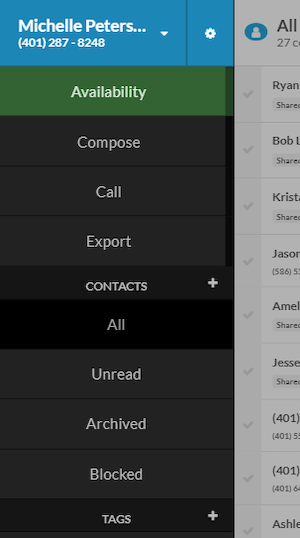 Michelle Peters...
(401) 287 - 8248
Availability
Compose
Call
Export
CONTACTS
All
Unread
Archived
Blocked
TAGS
All
27 c
Ryan
Shared
Bob L
Shared
Krista
Shared
Jason
(586) 5
Amel
Shared
Jesse
Shared
(401)
(401) 5
(401)
(401) 6
Ashle